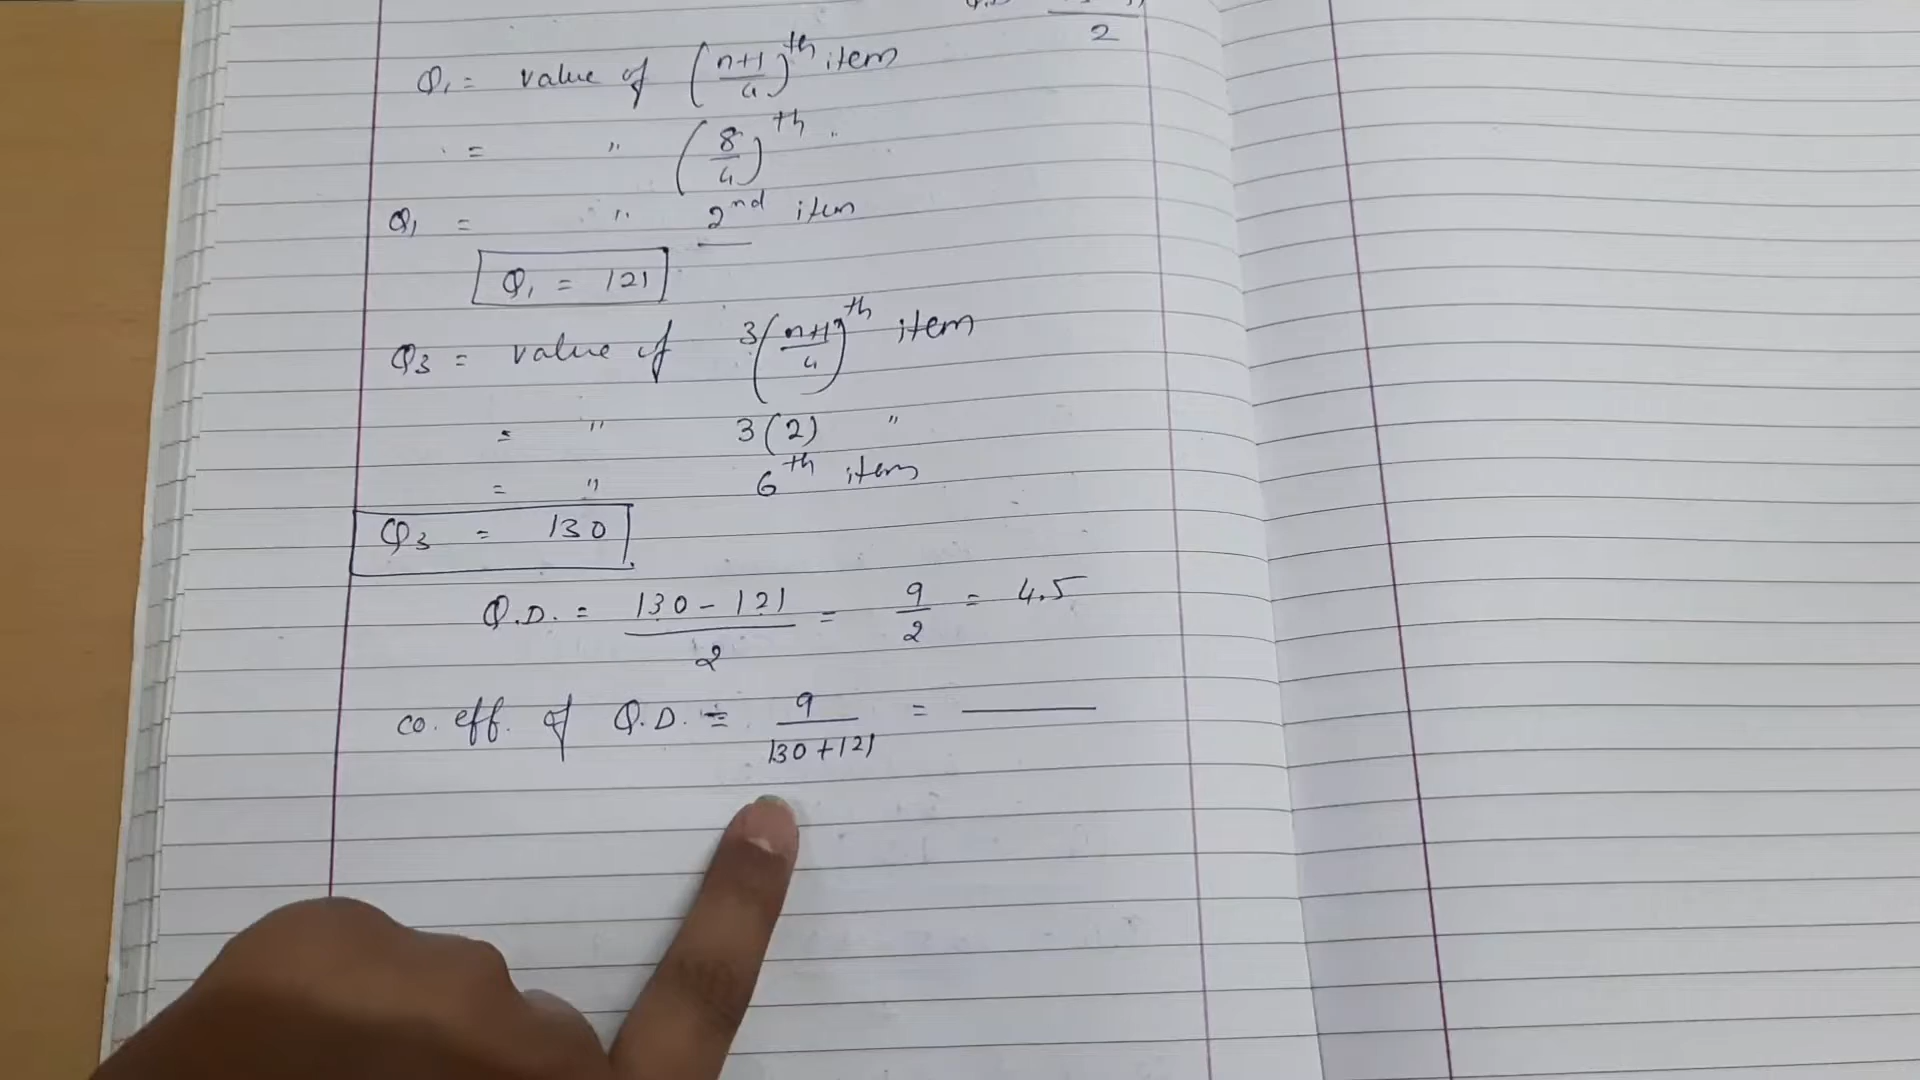 2
Q₁ = value of (n+1/4)th item
= " (8/4)th "
Q₁ = " 2nd item
Q₁ = 121
Q₃ = value of 3(n+1/4)th item
= " 3(2) "
= " 6th item
Q₃ = 130
Q.D. = 130 - 121/2 = 9/2 = 4.5
co. eff. of Q.D. = 9/130+121 =